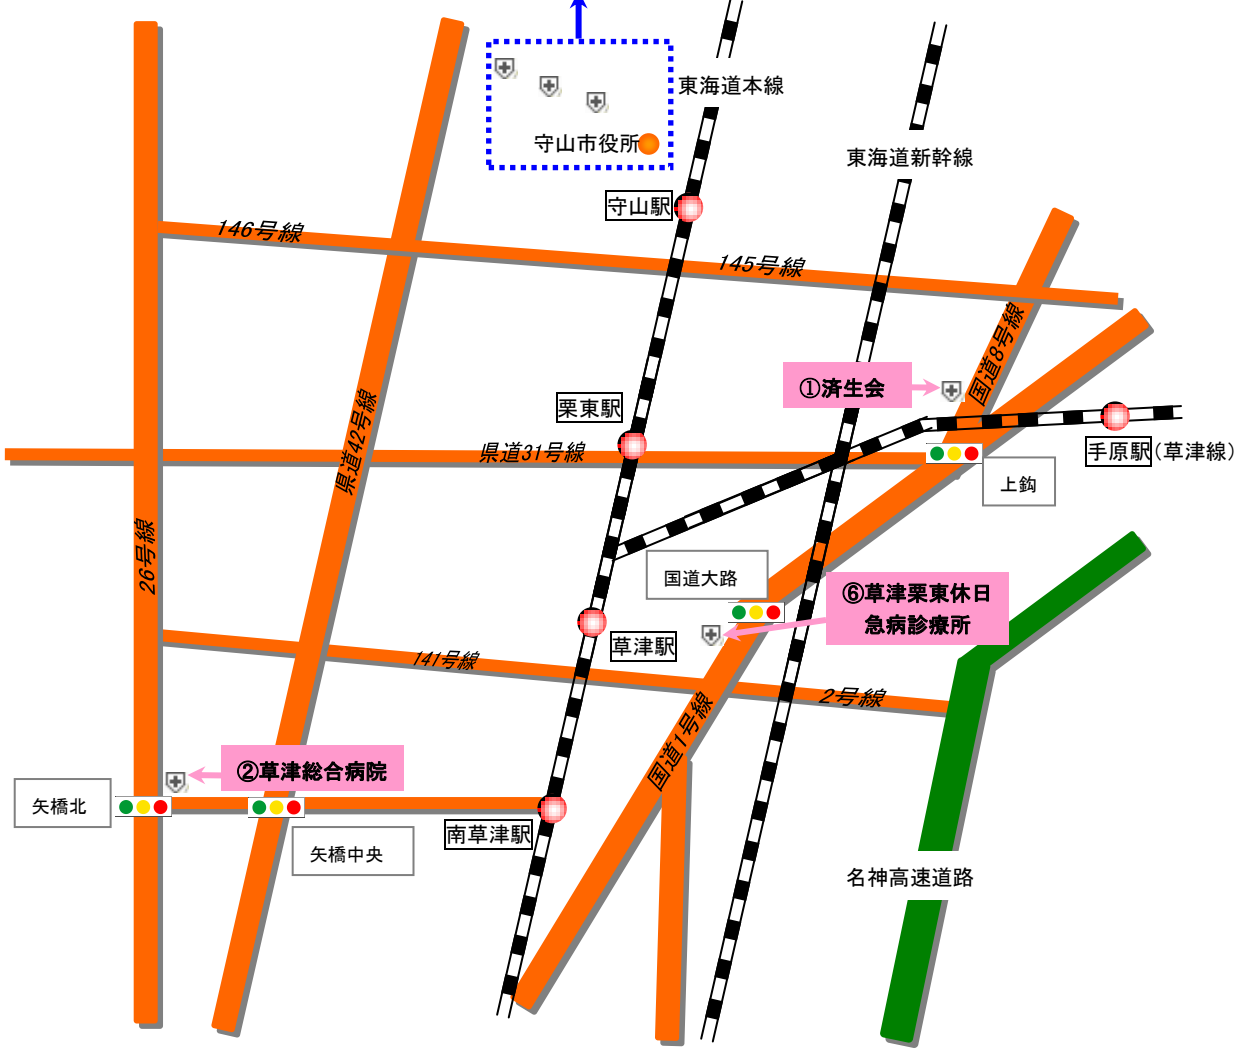 東海道本線
守山市役所
東海道新幹線
守山駅
146号線
145号線
国道8号線
①済生会
栗東駅
県道42号線
県道31号線
手原駅(草津線)
上鈎
26号線
国道大路
⑥草津栗東休日
急病診療所
草津駅
141号線
2号線
国道1号線
②草津総合病院
矢橋北
南草津駅
矢橋中央
名神高速道路